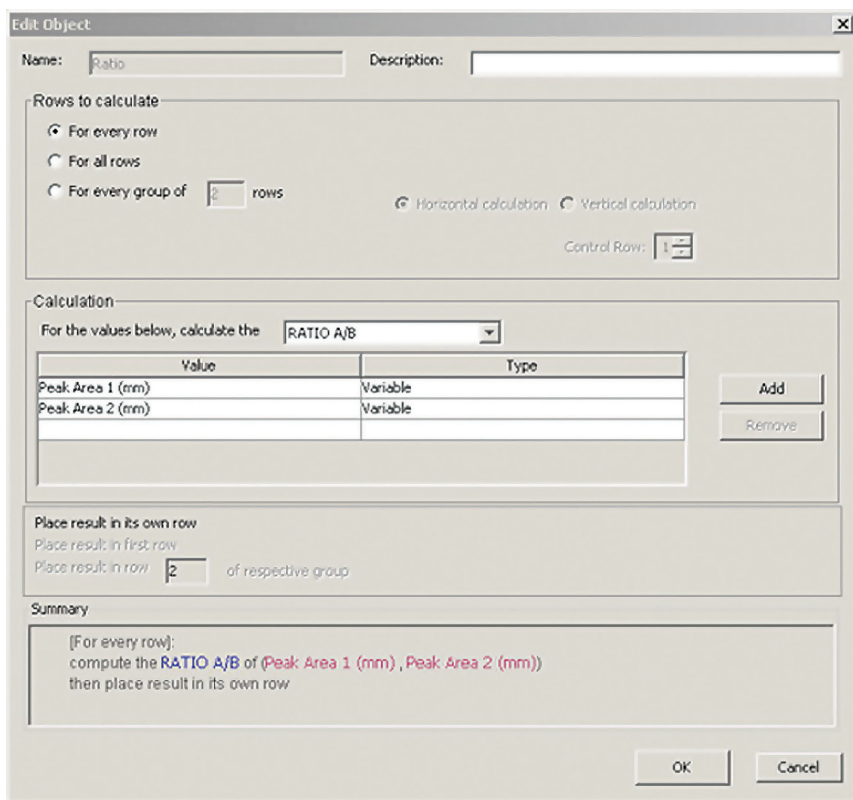 Edit Object
Name: Ratio Description:
Rows to calculate
For every row
For all rows
For every group of 2 rows
Horizontal calculation Vertical calculation
Control Row: 1
Calculation
For the values below, calculate the RATIO A/B
Value Type
Peak Area 1 (mm) Variable
Peak Area 2 (mm) Variable
Add
Remove
Place result in its own row
Place result in first row
Place result in row 2 of respective group
Summary
[For every row]:
compute the RATIO A/B of (Peak Area 1 (mm) , Peak Area 2 (mm))
then place result in its own row
OK Cancel